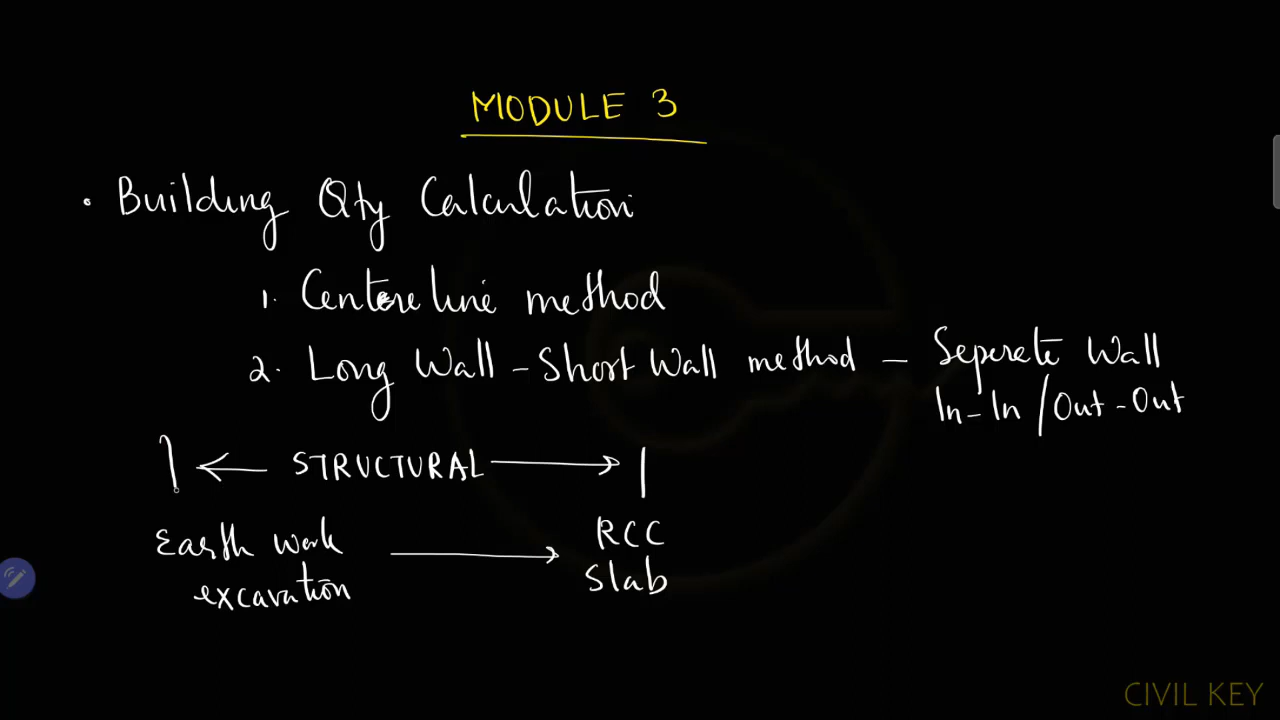 MODULE 3
• Building Qty Calculation
1. Centereline method
2. Long Wall - Short Wall method - Seperete Wall
In-In / Out-Out
|← STRUCTURAL →|
Earth work → RCC
excavation Slab
CIVIL KEY